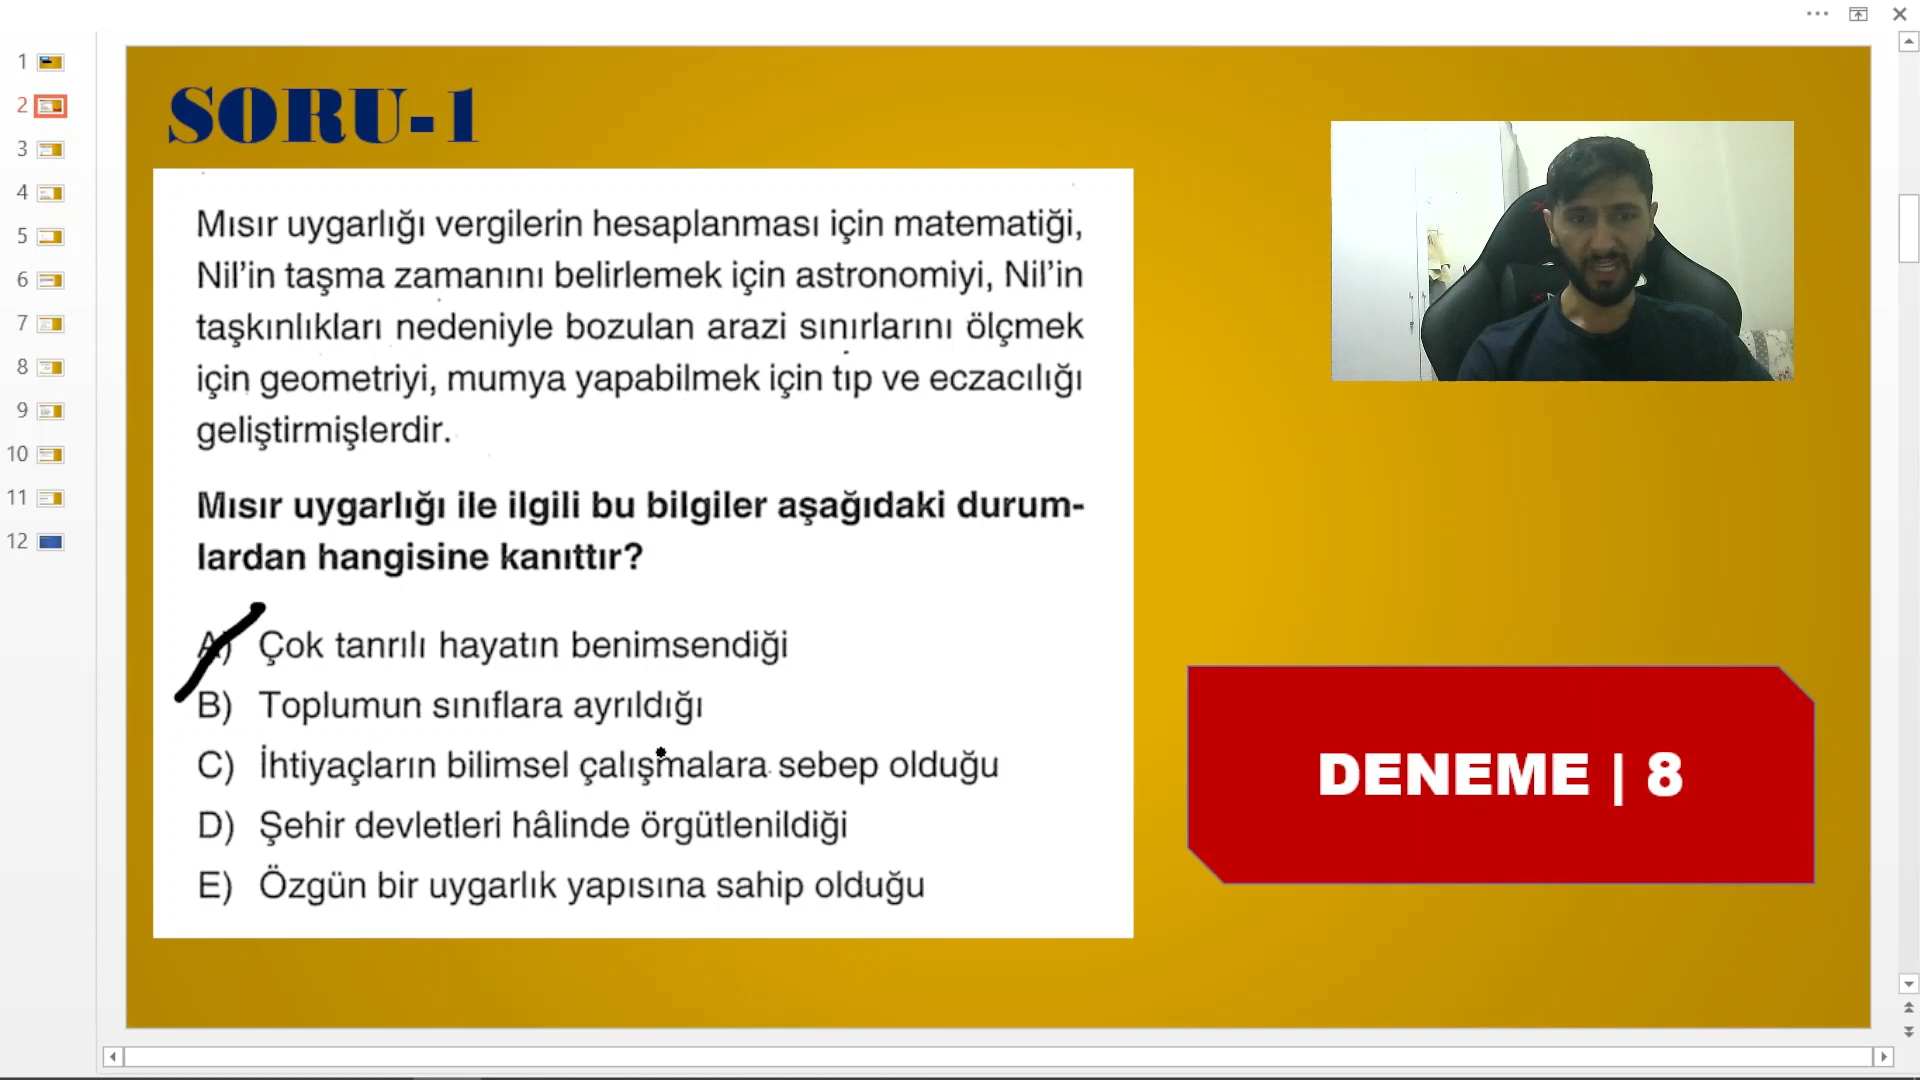 1
2
3
4
5
6
7
8
9
10
11
12
SORU-1
Mısır uygarlığı vergilerin hesaplanması için matematiği,
Nil’in taşma zamanını belirlemek için astronomiyi, Nil’in
taşkınlıkları nedeniyle bozulan arazi sınırlarını ölçmek
için geometriyi, mumya yapabilmek için tıp ve eczacılığı
geliştirmişlerdir.
Mısır uygarlığı ile ilgili bu bilgiler aşağıdaki durum-
lardan hangisine kanıttır?
A) Çok tanrılı hayatın benimsendiği
B) Toplumun sınıflara ayrıldığı
C) İhtiyaçların bilimsel çalışmalara sebep olduğu
D) Şehir devletleri hâlinde örgütlenildiği
E) Özgün bir uygarlık yapısına sahip olduğu
DENEME | 8